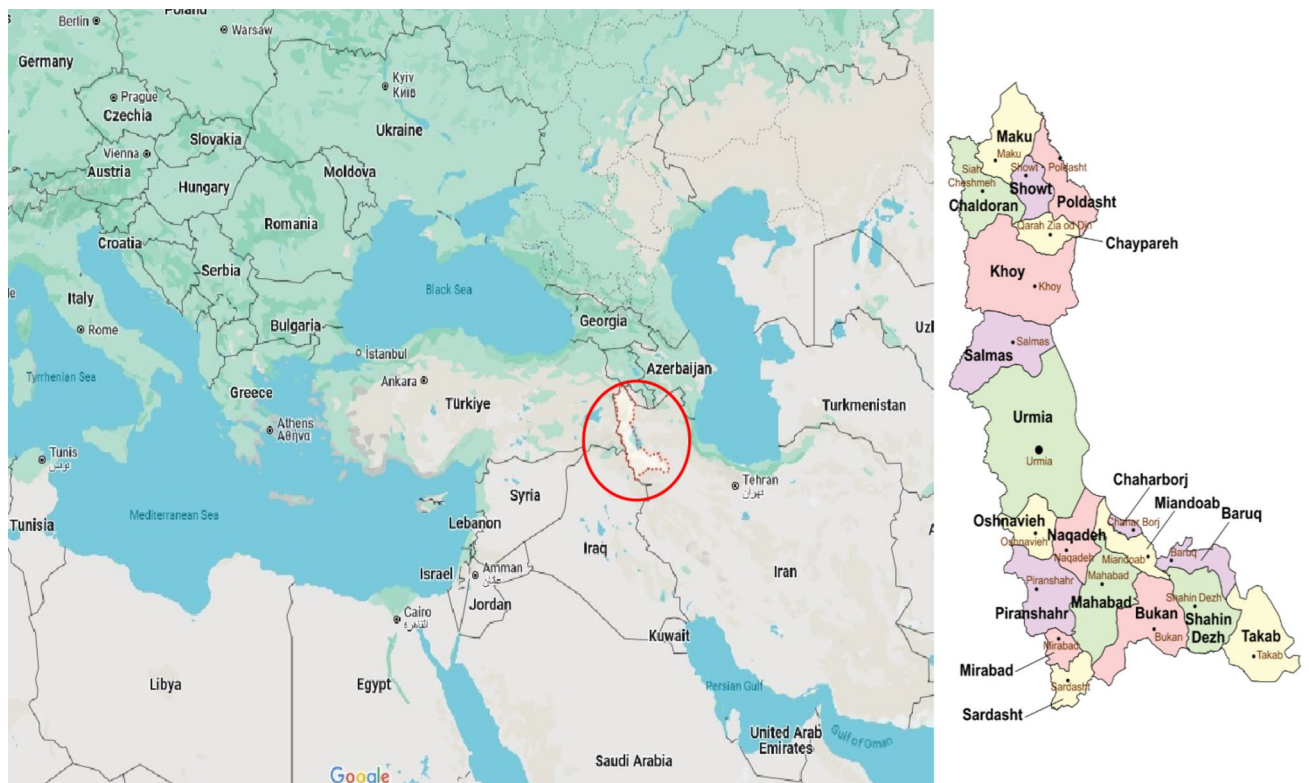 Berlin
Poland
Warsaw
Germany
Prague
Czechia
Kyiv
Київ
Ukraine
Slovakia
Vienna
Austria
Moldova
Hungary
Romania
Croatia
Serbia
Italy
Rome
Black Sea
Bulgaria
Georgia
İstanbul
Azerbaijan
Tyrrhenian Sea
Ankara
Greece
Türkiye
Turkmenistan
Athens
Αθήνα
Tunis
تونس
Tehran
تهران
Syria
Mediterranean Sea
Tunisia
Lebanon
Iraq
Israel
Amman
عمّان
Iran
Jordan
Cairo
القاهرة
Kuwait
Libya
Egypt
Persian Gulf
United Arab
Emirates
Gulf of Oman
Saudi Arabia
Google
Maku
Maku
Siah
Cheshmeh
Showt
Poldasht
Showt
Chaldoran
Poldasht
Qarah Zia od Din
Chaypareh
Khoy
Khoy
Salmas
Salmas
Urmia
Urmia
Chaharborj
Miandoab
Baruq
Oshnavieh
Chahar Borj
Oshnavieh
Naqadeh
Naqadeh
Miandoab
Baruq
Piranshahr
Mahabad
Shahin Dezh
Piranshahr
Mahabad
Bukan
Shahin
Dezh
Takab
Mirabad
Bukan
Takab
Mirabad
Sardasht
Sardasht